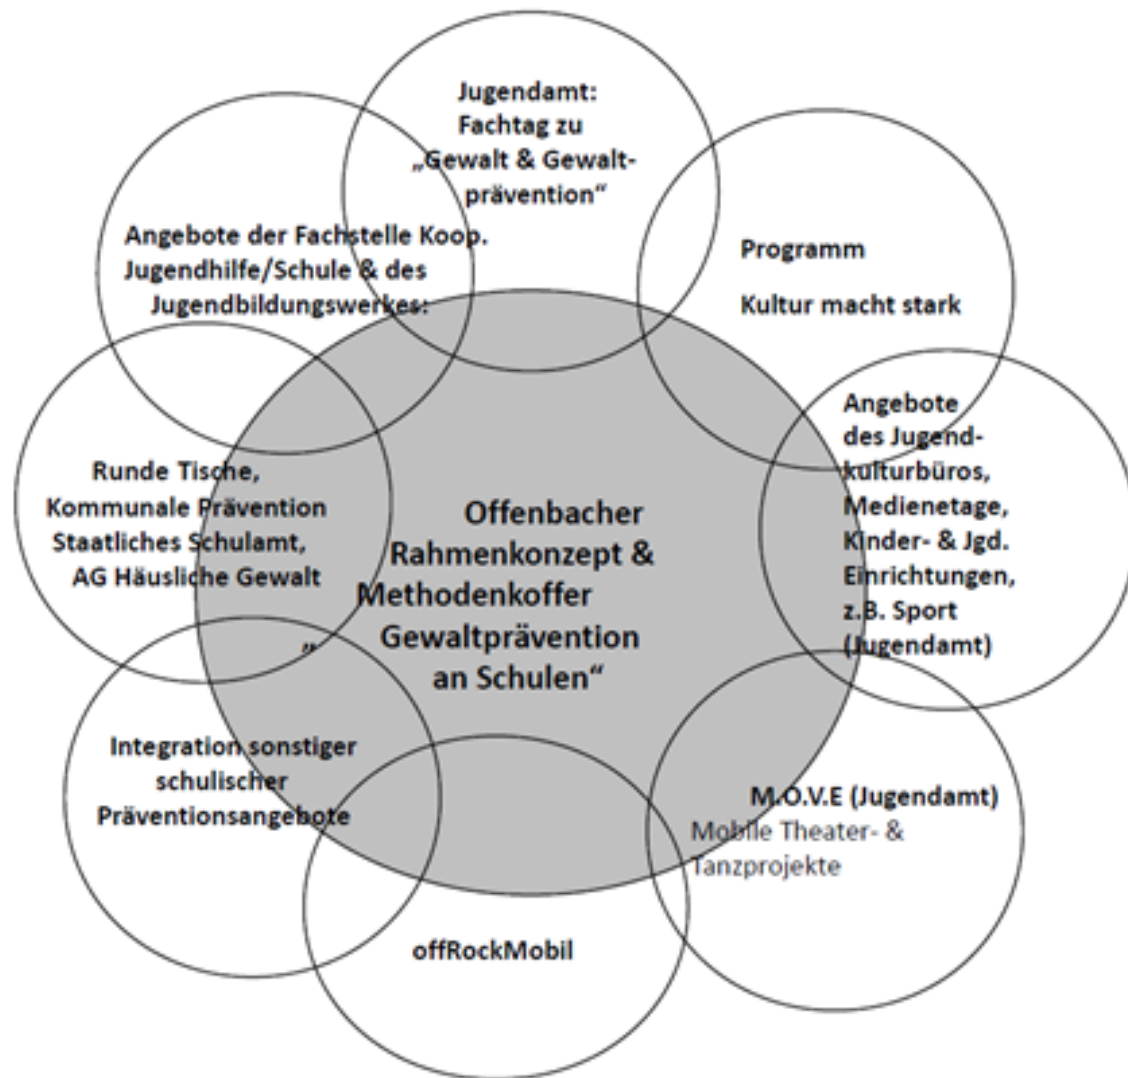 Jugendamt:
Fachtag zu
„Gewalt & Gewalt-
prävention“
Programm
Kultur macht stark
Angebote
des Jugend-
kulturbüros,
Medienetage,
Kinder- & Jgd.
Einrichtungen,
z.B. Sport
(Jugendamt)
M.O.V.E (Jugendamt)
Mobile Theater- &
Tanzprojekte
offRockMobil
Integration sonstiger
schulischer
Präventionsangebote
Runde Tische,
Kommunale Prävention
Staatliches Schulamt,
AG Häusliche Gewalt
Angebote der Fachstelle Koop.
Jugendhilfe/Schule & des
Jugendbildungswerkes:
Offenbacher
Rahmenkonzept &
Methodenkoffer
„ Gewaltprävention
an Schulen“